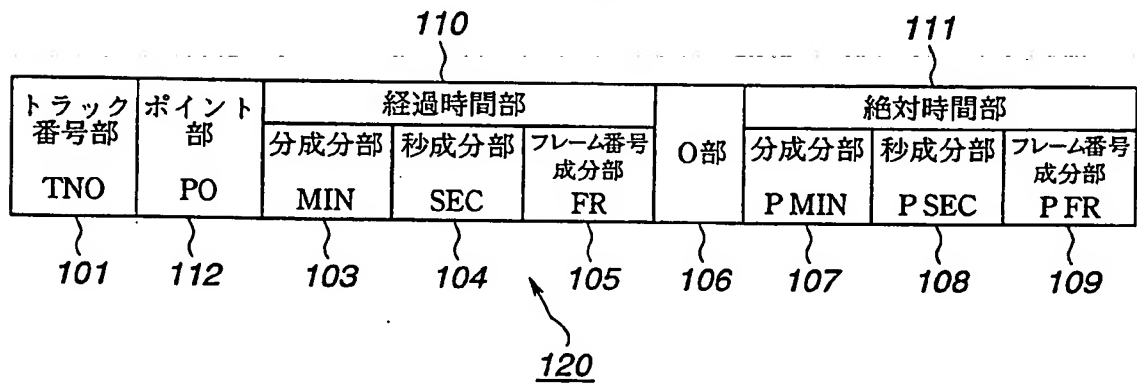 110
111
トラック
番号部
TNO
ポイント
部
PO
経過時間部
分成分部
MIN
秒成分部
SEC
フレーム番号
成分部
FR
O部
絶対時間部
分成分部
P MIN
秒成分部
P SEC
フレーム番号
成分部
P FR
101
112
103
104
105
106
107
108
109
120